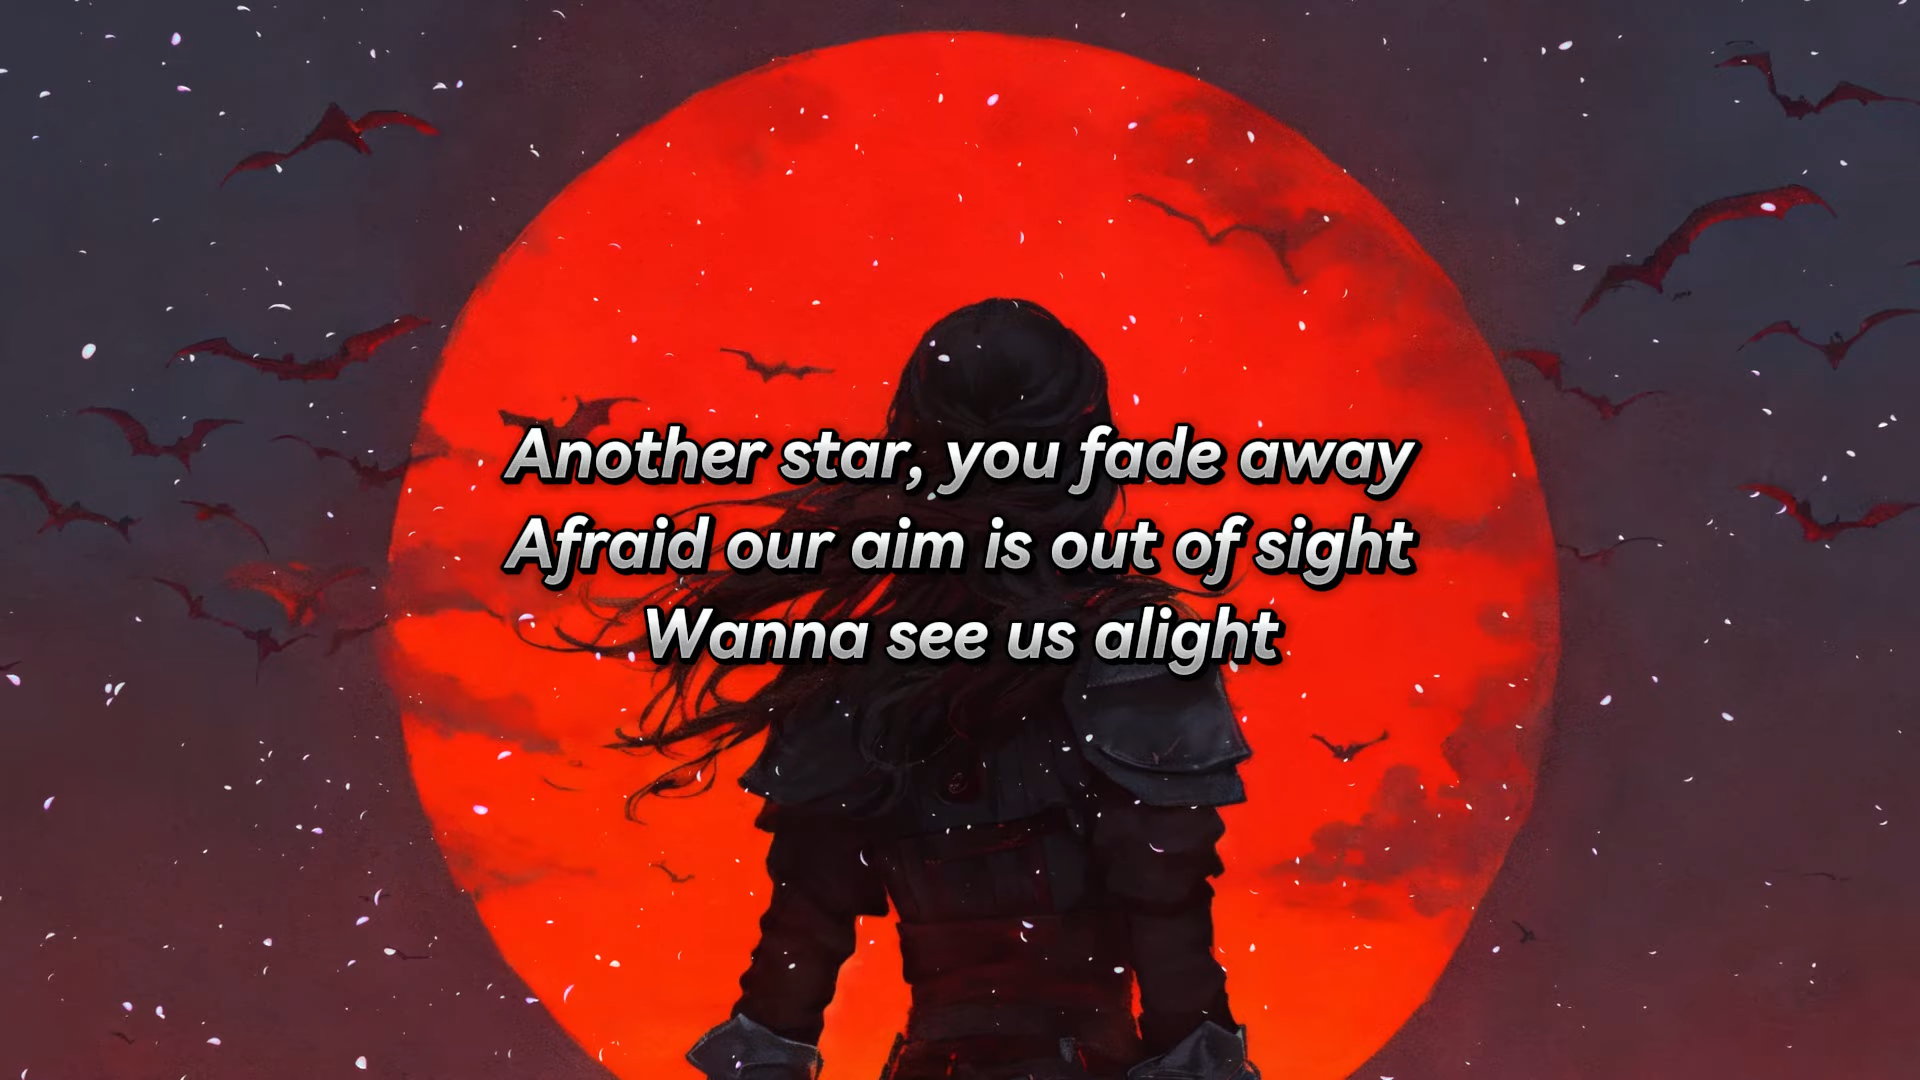 Another star, you fade away
Afraid our aim is out of sight
Wanna see us alight